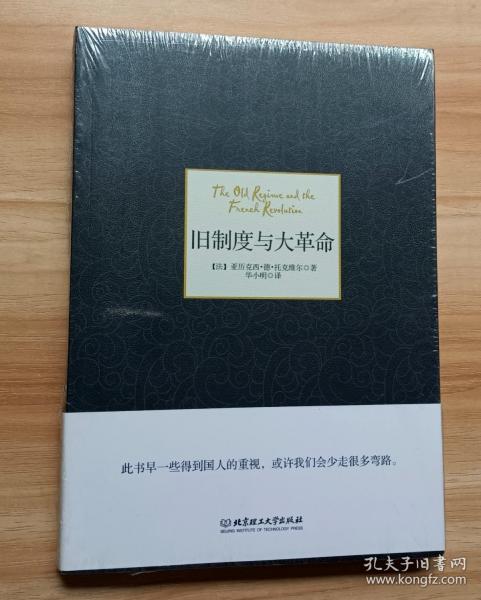 The Old Regime and the
French Revolution
旧制度与大革命
【法】亚历克西•德•托克维尔◎著
华小明◎译
此书早一些得到国人的重视，或许我们会少走很多弯路。
北京理工大学出版社
BEIJING INSTITUTE OF TECHNOLOGY PRESS
孔夫子旧书网
www.kongfz.com